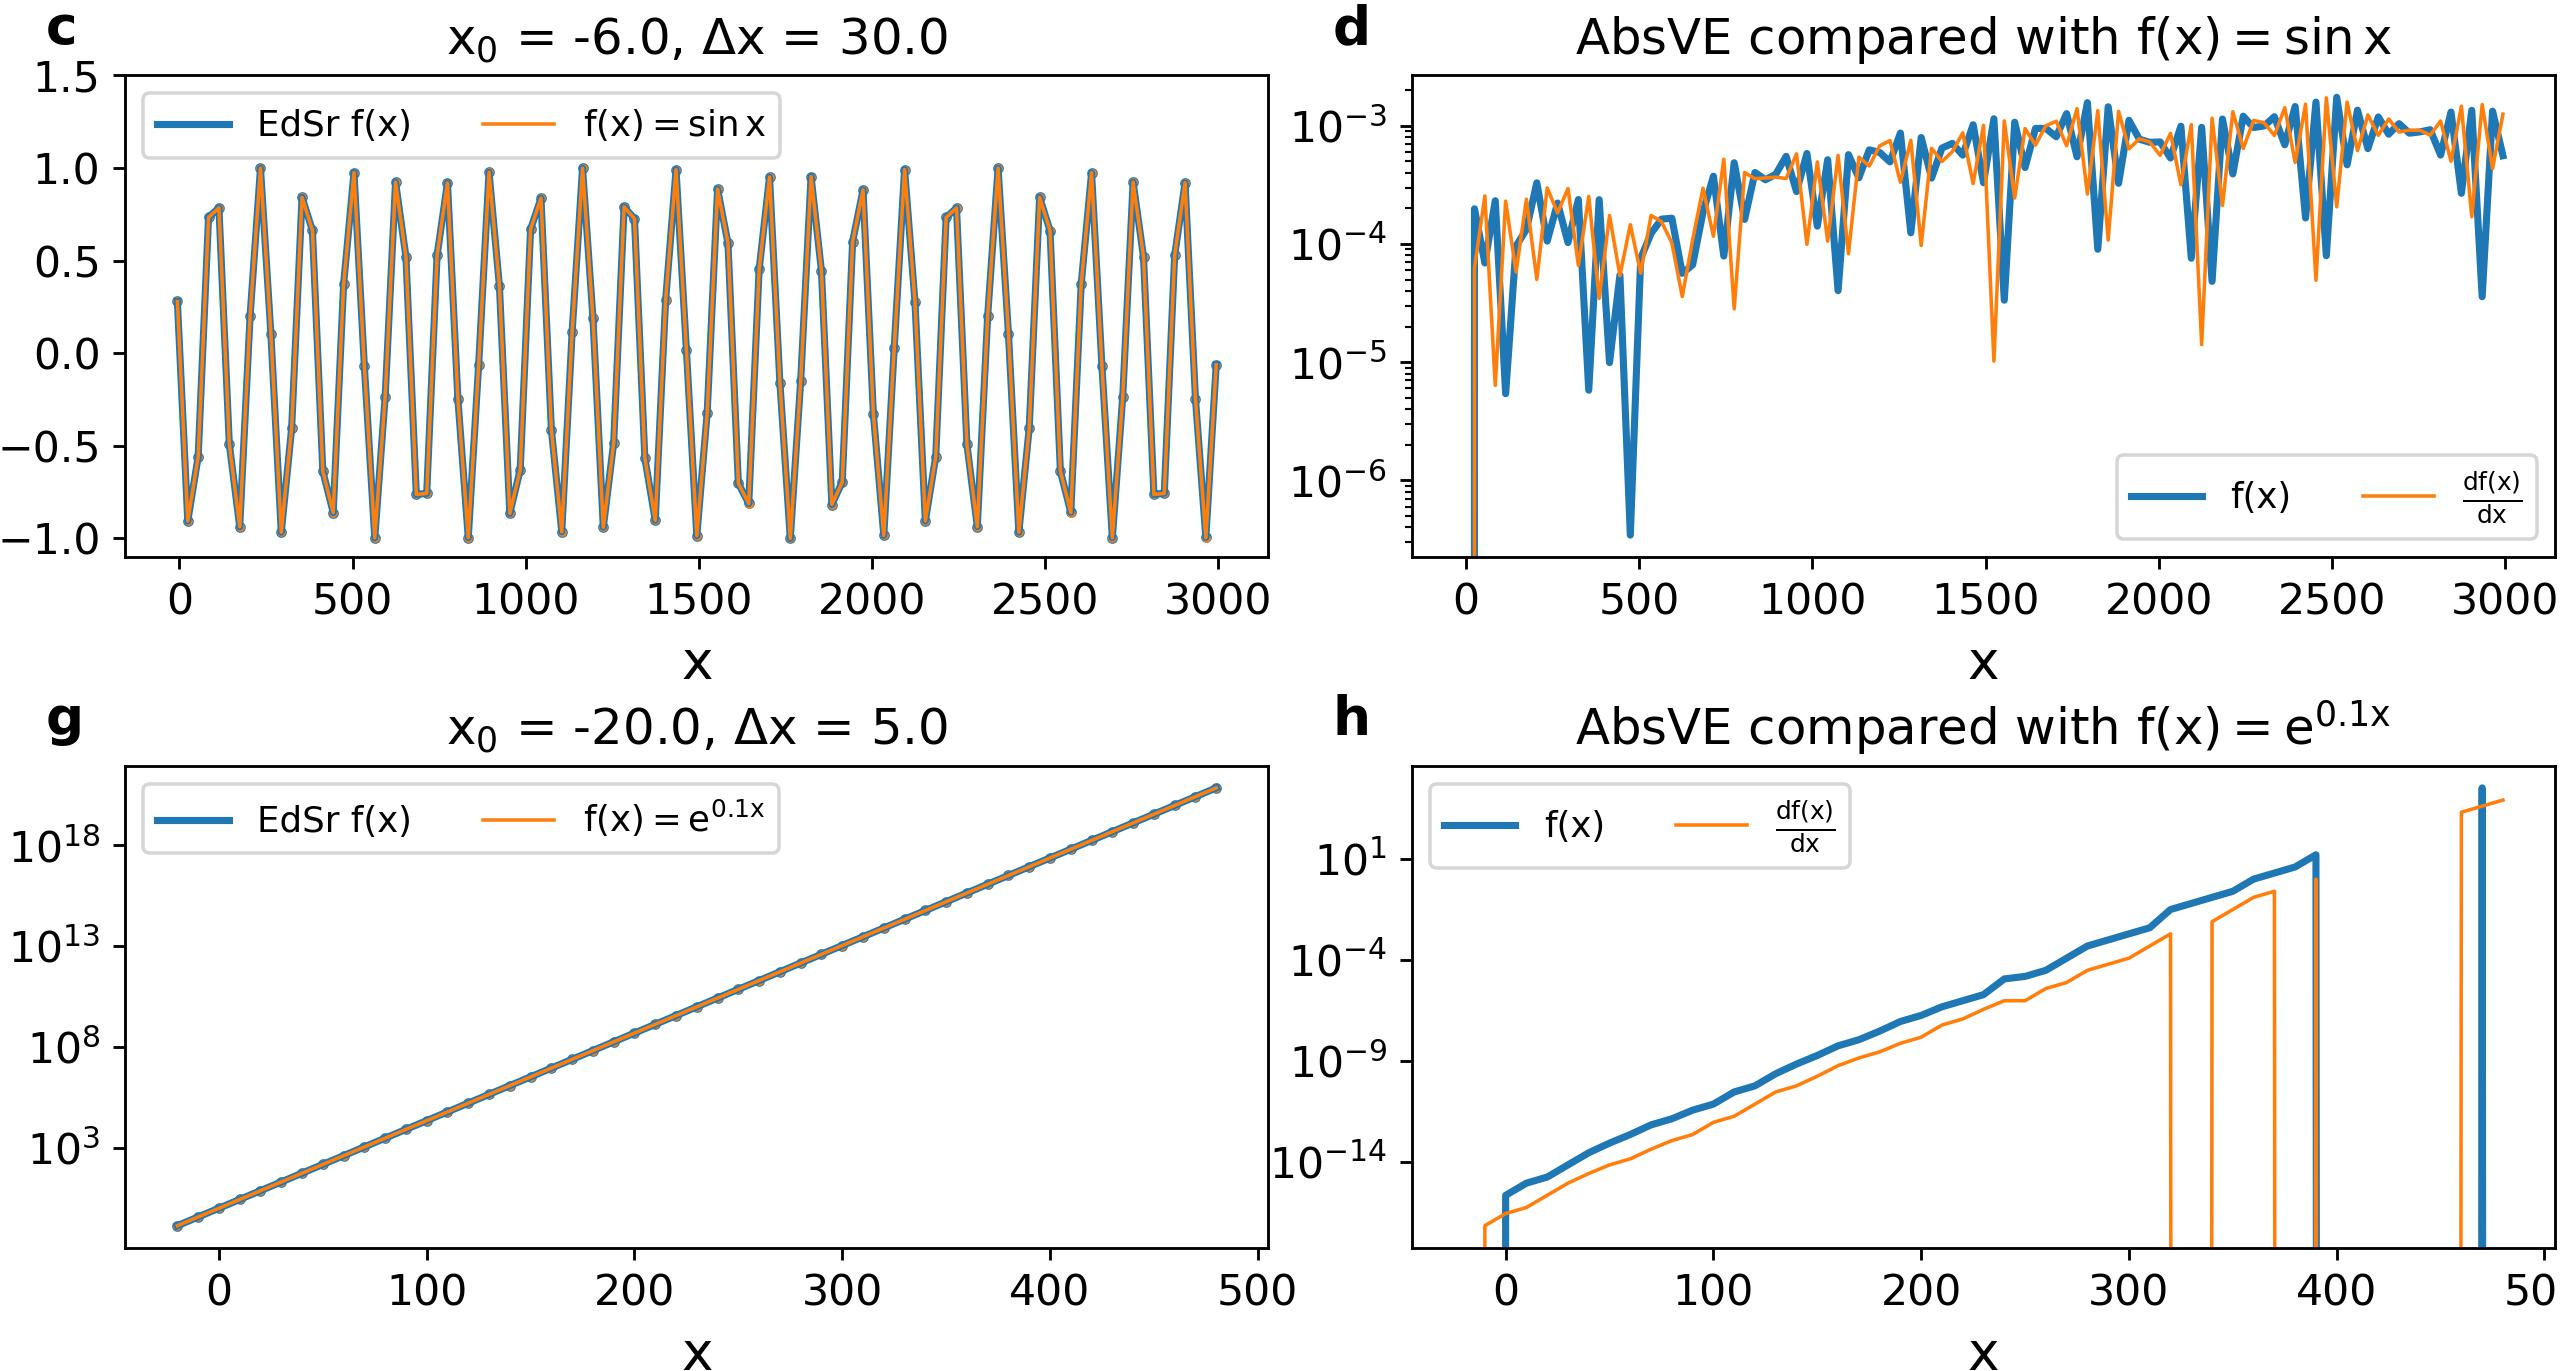 c
x₀ = -6.0, Δx = 30.0
EdSr f(x)
f(x) = sin x
1.5
1.0
0.5
0.0
−0.5
−1.0
0 500 1000 1500 2000 2500 3000
x
d
AbsVE compared with f(x) = sin x
10⁻³
10⁻⁴
10⁻⁵
10⁻⁶
f(x)
df(x)
dx
0 500 1000 1500 2000 2500 3000
x
g
x₀ = -20.0, Δx = 5.0
EdSr f(x)
f(x) = e^0.1x
10¹⁸
10¹³
10⁸
10³
0 100 200 300 400 500
x
h
AbsVE compared with f(x) = e^0.1x
f(x)
df(x)
dx
10¹
10⁻⁴
10⁻⁹
10⁻¹⁴
0 100 200 300 400 50
x